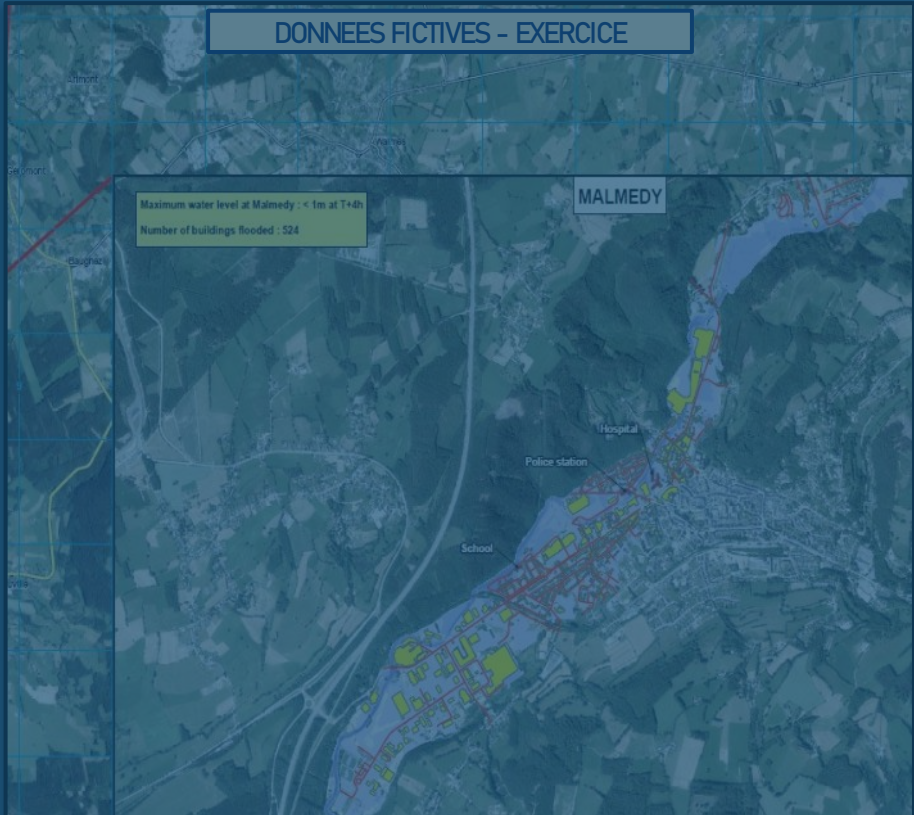 DONNEES FICTIVES - EXERCICE
Maximum water level at Malmedy : < 1m at T+4h
Number of buildings flooded : 524
MALMEDY
Hospital
Police station
School